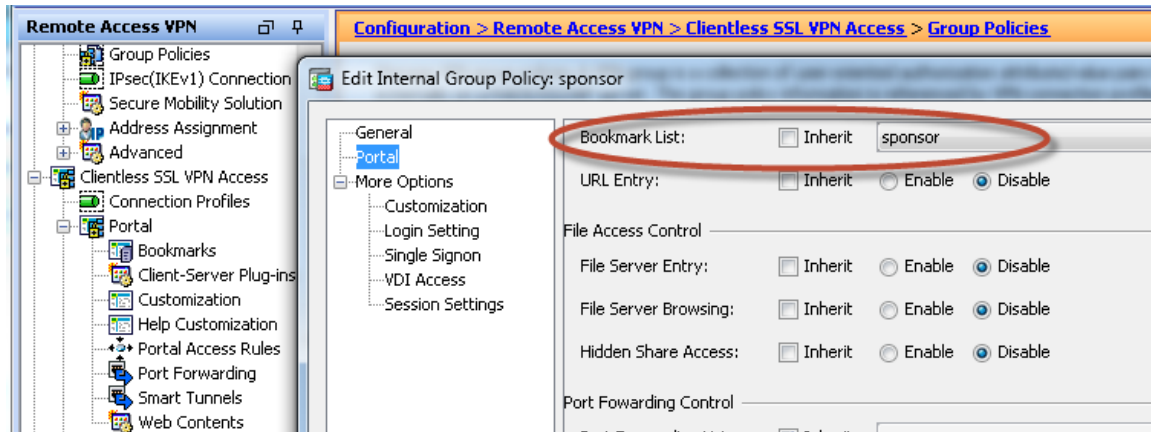 Remote Access VPN
Configuration > Remote Access VPN > Clientless SSL VPN Access > Group Policies
Group Policies
IPsec(IKEv1) Connection
Secure Mobility Solution
Address Assignment
Advanced
Clientless SSL VPN Access
Connection Profiles
Portal
Bookmarks
Client-Server Plug-ins
Customization
Help Customization
Portal Access Rules
Port Forwarding
Smart Tunnels
Web Contents
Edit Internal Group Policy: sponsor
General
Portal
More Options
Customization
Login Setting
Single Signon
VDI Access
Session Settings
Bookmark List: Inherit sponsor
URL Entry: Inherit Enable Disable
File Access Control
File Server Entry: Inherit Enable Disable
File Server Browsing: Inherit Enable Disable
Hidden Share Access: Inherit Enable Disable
Port Fowarding Control